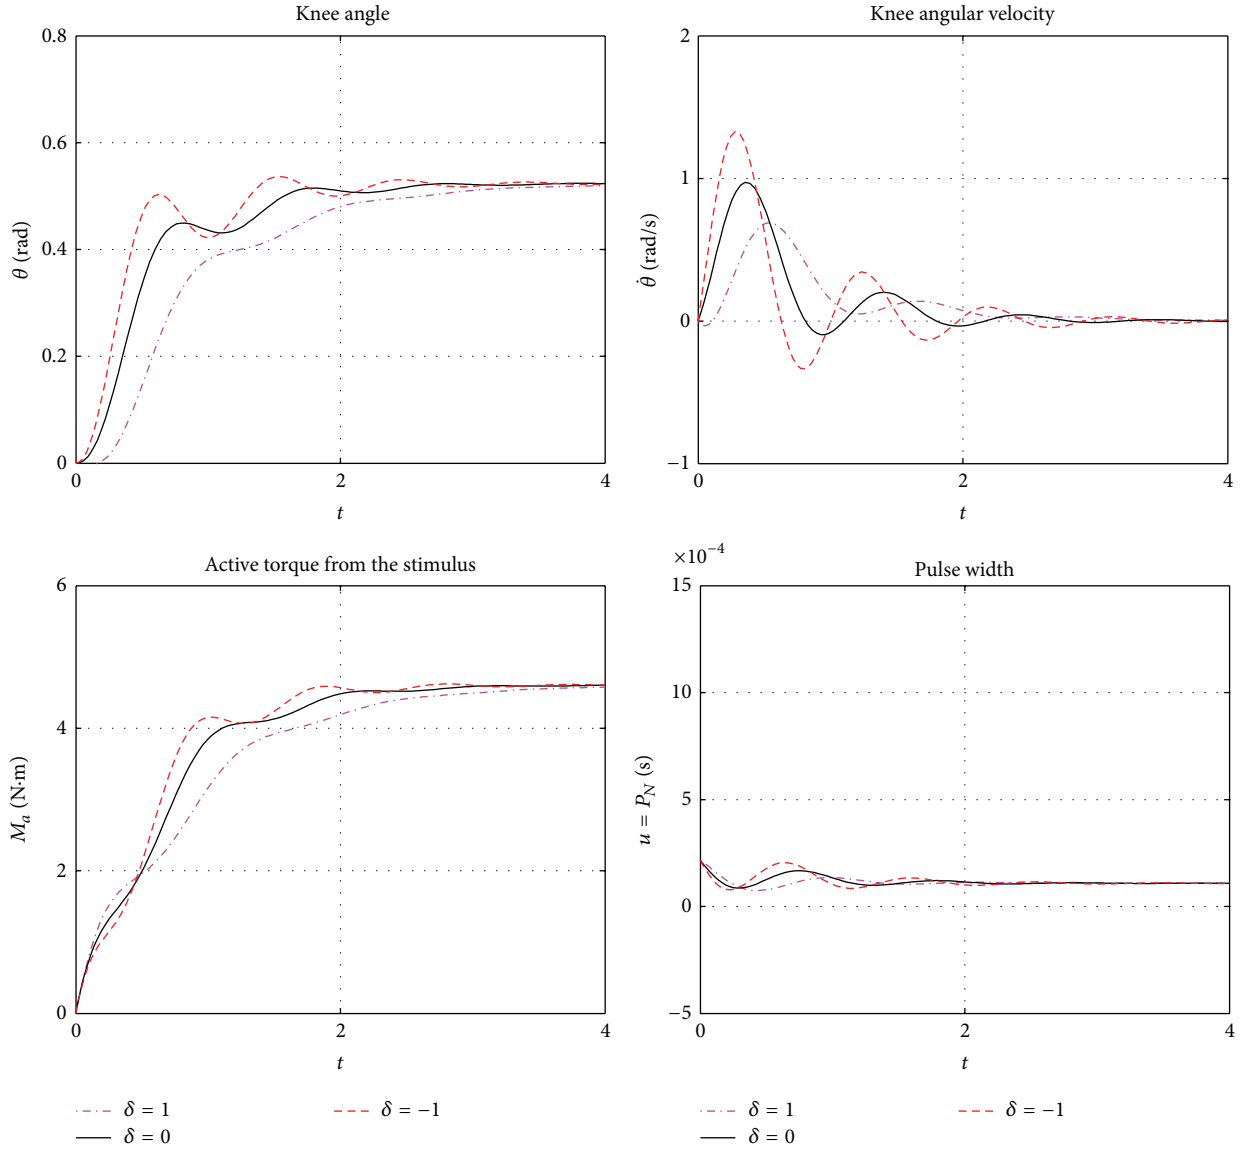 Knee angle
0.8
0.6
0.4
0.2
0
θ (rad)
0 2 4
t
Knee angular velocity
2
1
0
−1
θ̇ (rad/s)
0 2 4
t
Active torque from the stimulus
6
4
2
0
M_a (N·m)
0 2 4
t
δ = 1 δ = −1
δ = 0
×10⁻⁴
Pulse width
15
10
5
0
−5
u = P_N (s)
0 2 4
t
δ = 1 δ = −1
δ = 0